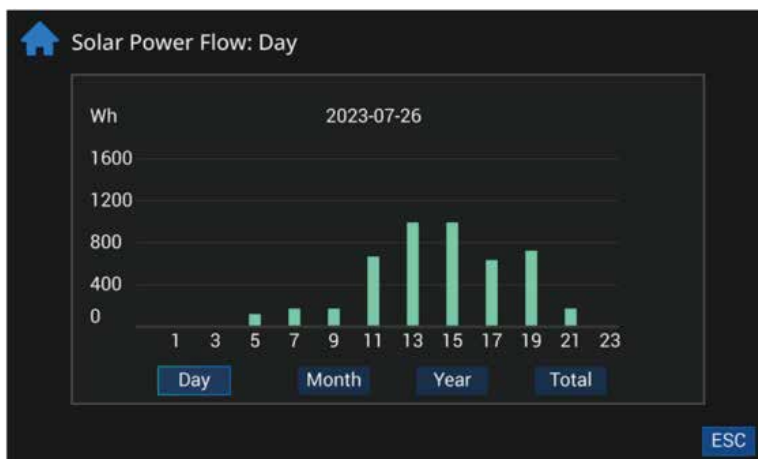 Solar Power Flow: Day
Wh 2023-07-26
1600
1200
800
400
0
1 3 5 7 9 11 13 15 17 19 21 23
Day Month Year Total
ESC